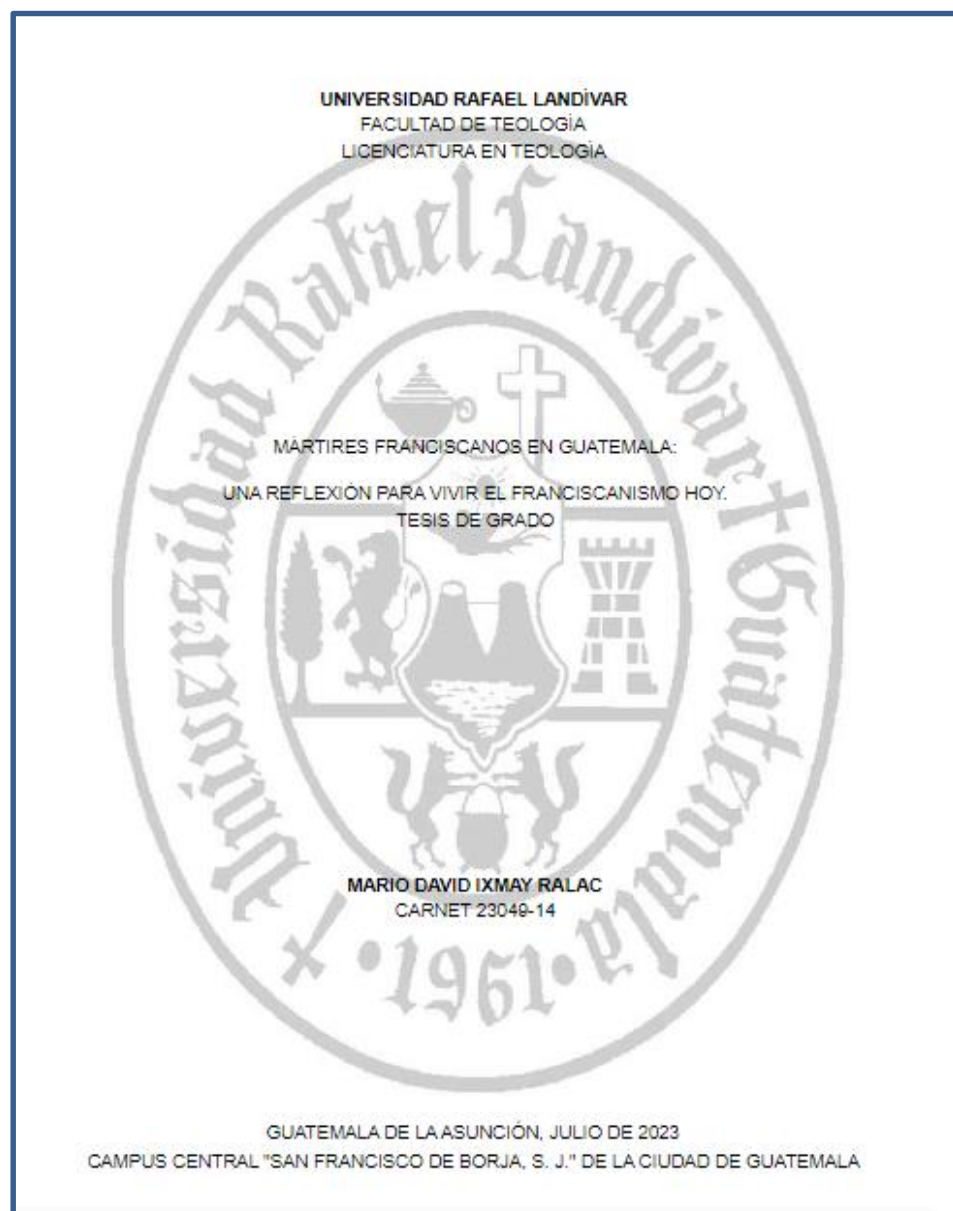 UNIVERSIDAD RAFAEL LANDÍVAR
FACULTAD DE TEOLOGÍA
LICENCIATURA EN TEOLOGÍA
Universidad Rafael Landívar + Guatemala + · 1961 ·
MÁRTIRES FRANCISCANOS EN GUATEMALA:
UNA REFLEXIÓN PARA VIVIR EL FRANCISCANISMO HOY.
TESIS DE GRADO
MARIO DAVID IXMAY RALAC
CARNET 23049-14
GUATEMALA DE LA ASUNCIÓN, JULIO DE 2023
CAMPUS CENTRAL "SAN FRANCISCO DE BORJA, S. J." DE LA CIUDAD DE GUATEMALA